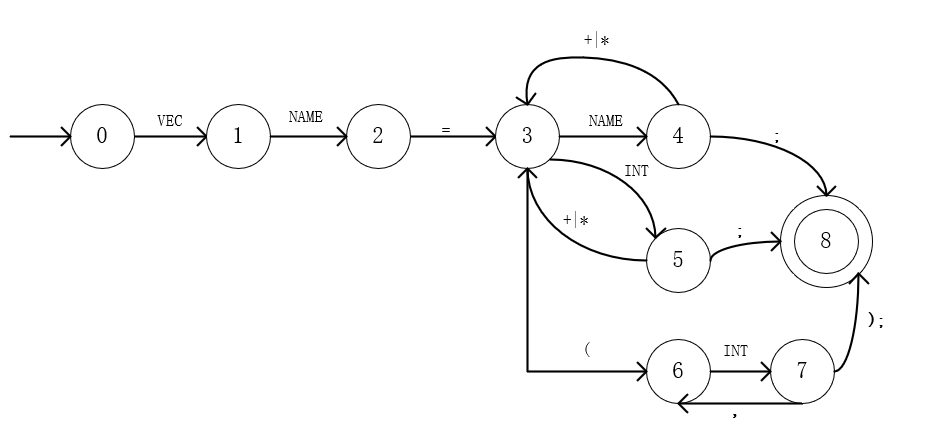 +|*
0 VEC 1 NAME 2 = 3 NAME 4 ;
INT
+|*
5 ; 8
);
( 6 INT 7
,